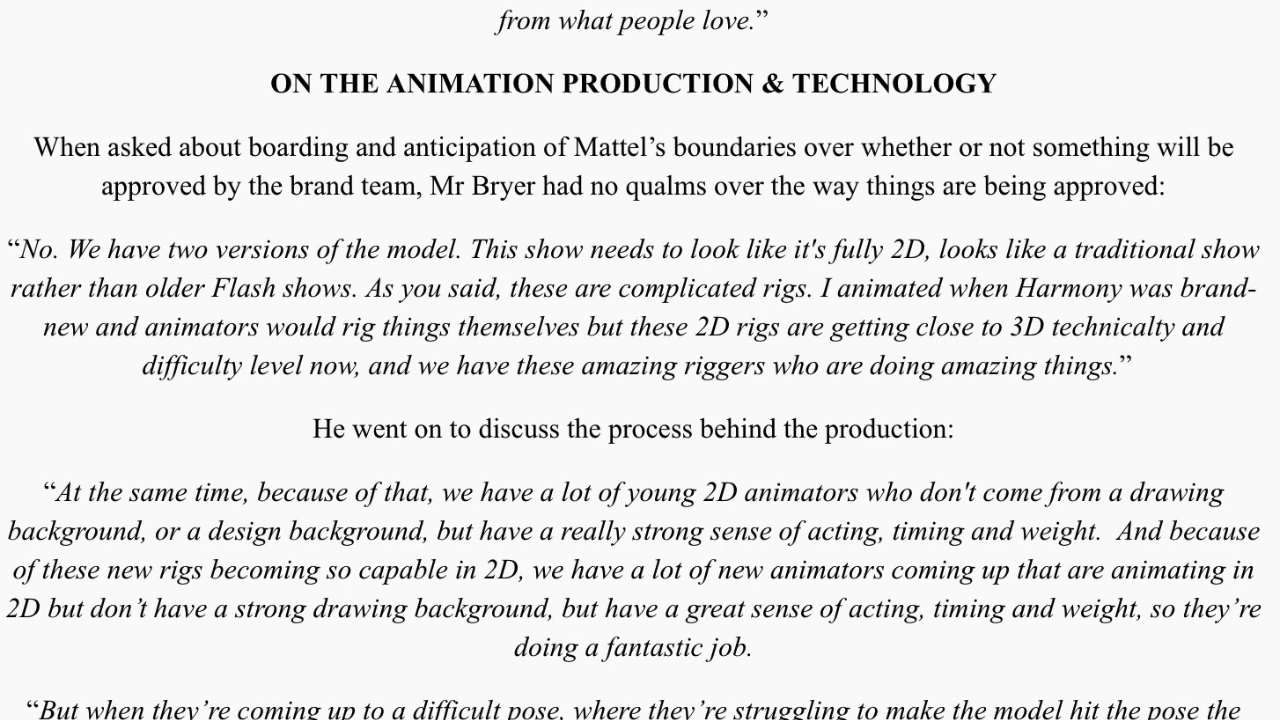 from what people love.”
ON THE ANIMATION PRODUCTION & TECHNOLOGY
When asked about boarding and anticipation of Mattel’s boundaries over whether or not something will be
approved by the brand team, Mr Bryer had no qualms over the way things are being approved:
“No. We have two versions of the model. This show needs to look like it's fully 2D, looks like a traditional show
rather than older Flash shows. As you said, these are complicated rigs. I animated when Harmony was brand-
new and animators would rig things themselves but these 2D rigs are getting close to 3D technicalty and
difficulty level now, and we have these amazing riggers who are doing amazing things.”
He went on to discuss the process behind the production:
“At the same time, because of that, we have a lot of young 2D animators who don't come from a drawing
background, or a design background, but have a really strong sense of acting, timing and weight.  And because
of these new rigs becoming so capable in 2D, we have a lot of new animators coming up that are animating in
2D but don’t have a strong drawing background, but have a great sense of acting, timing and weight, so they’re
doing a fantastic job.
“But when they’re coming up to a difficult pose, where they’re struggling to make the model hit the pose the